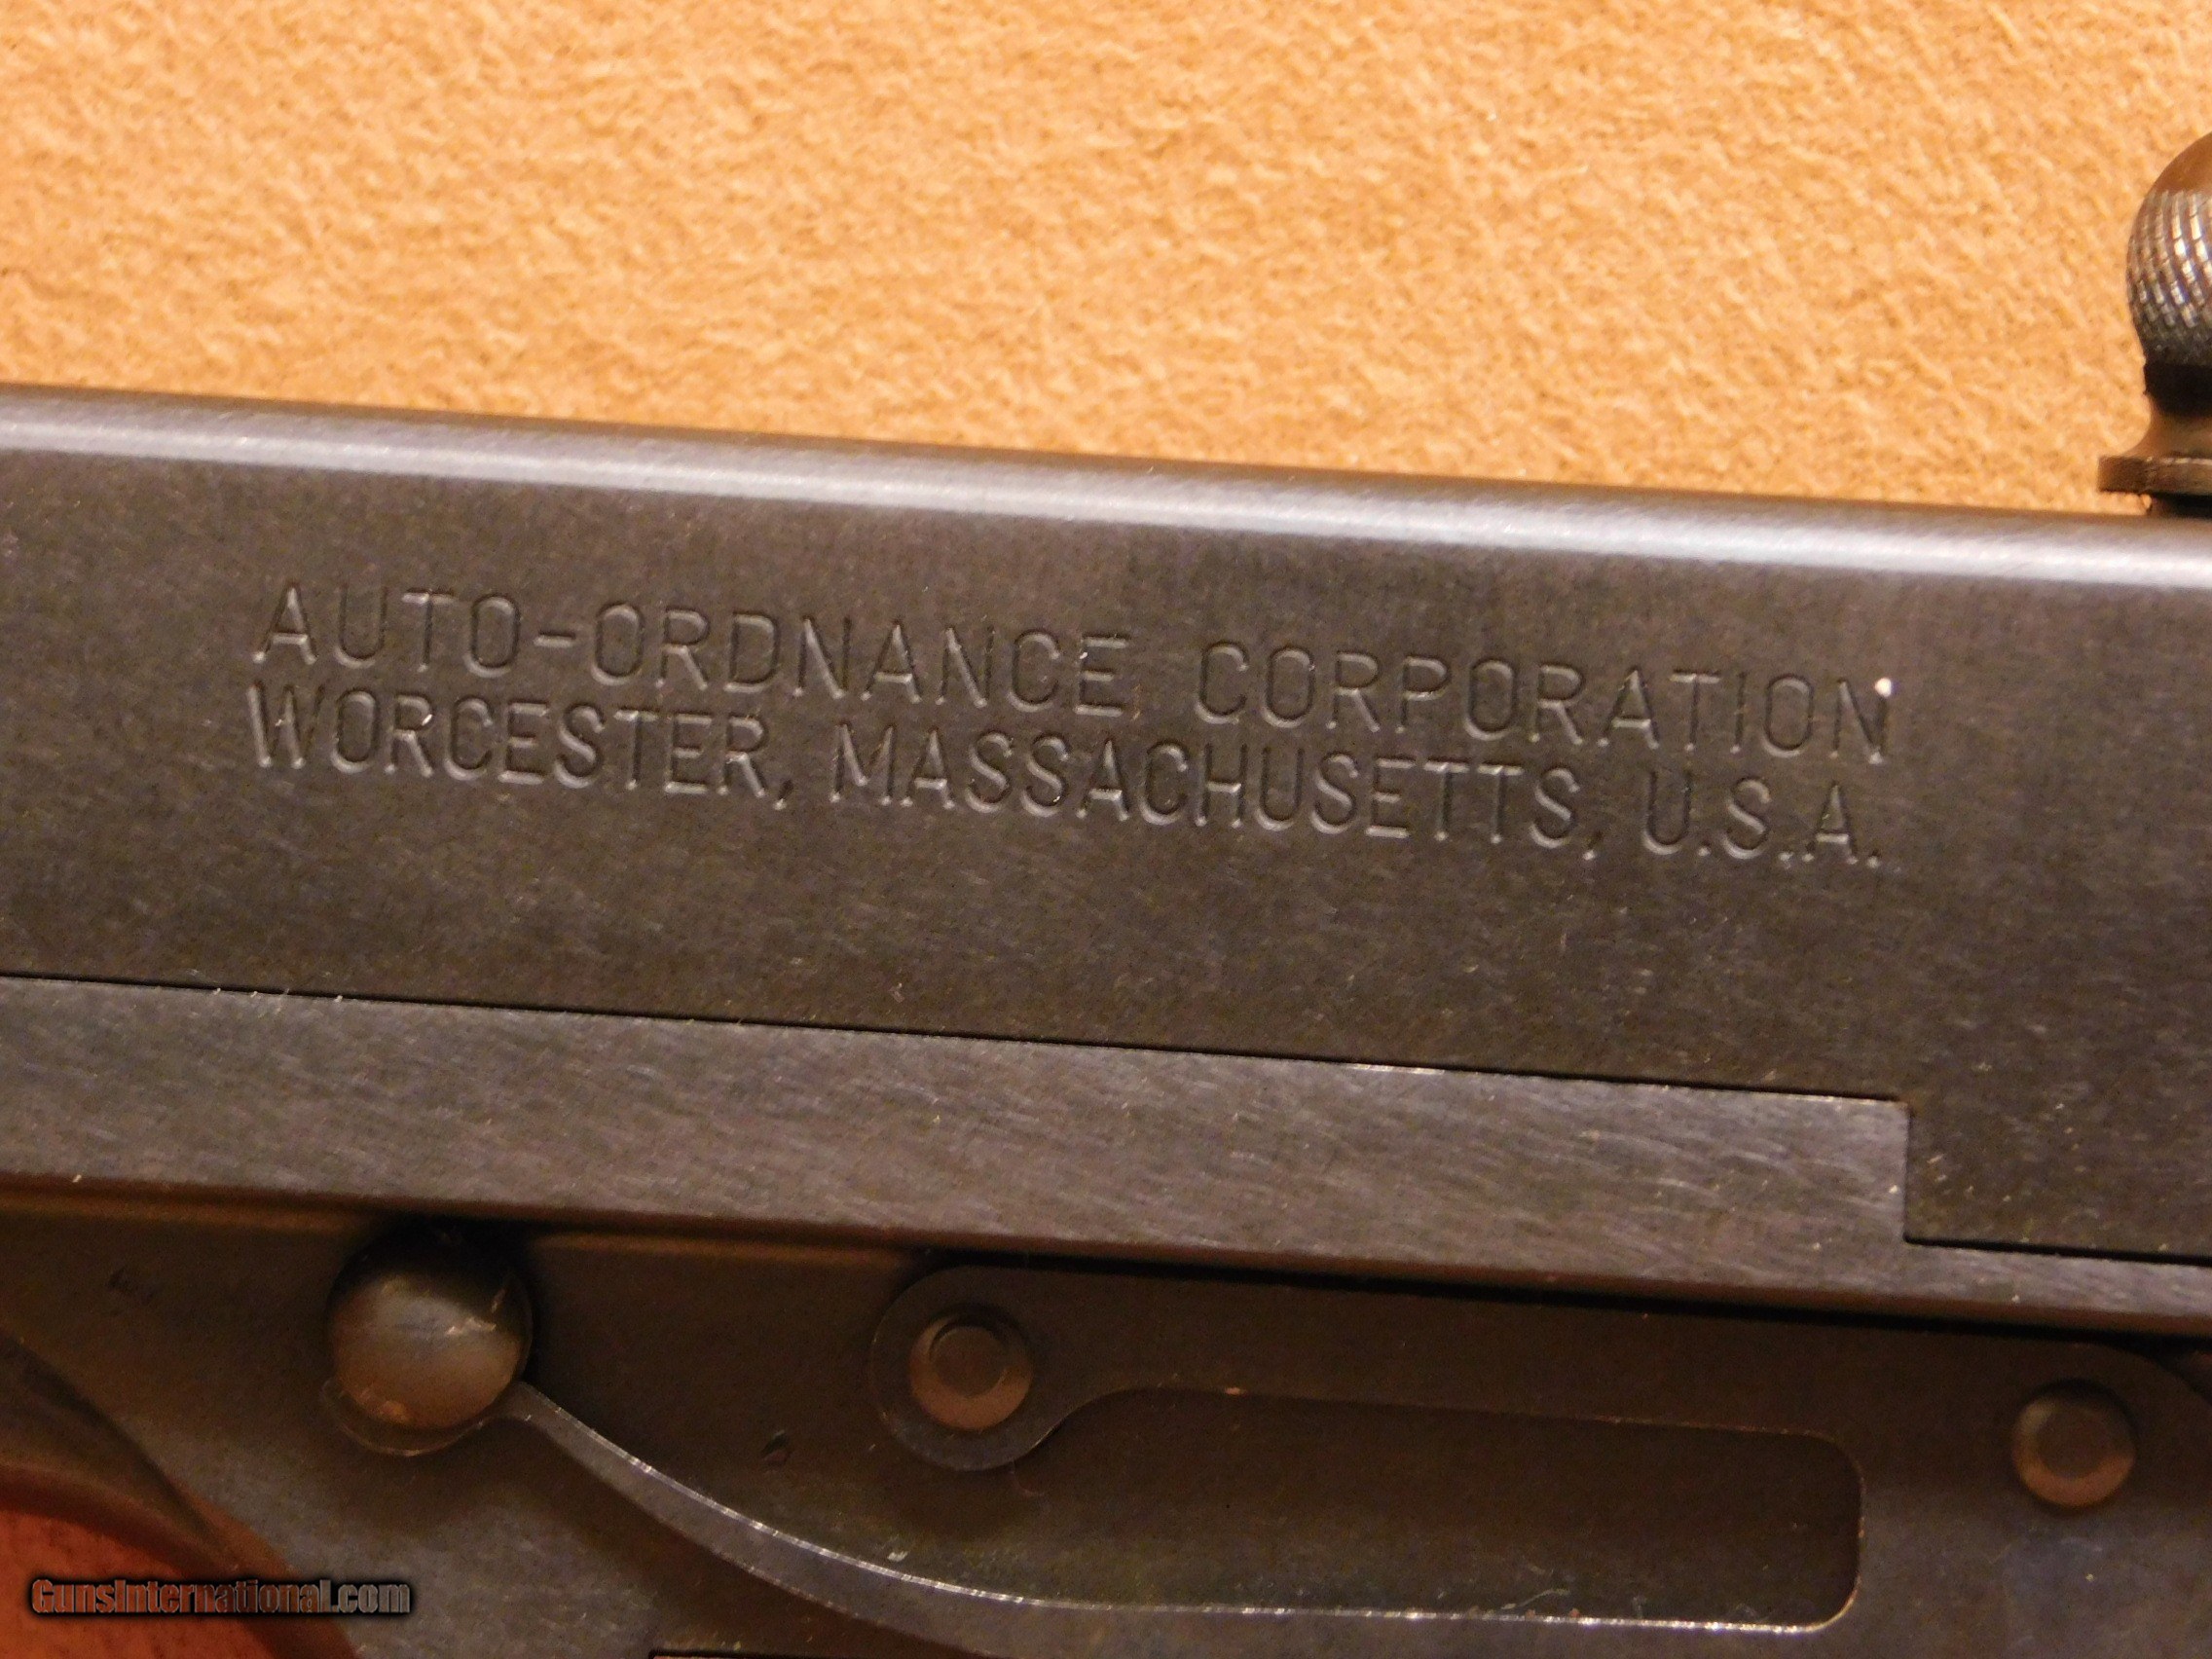 AUTO-ORDNANCE CORPORATION
WORCESTER, MASSACHUSETTS, U.S.A.
GunsInternational.com